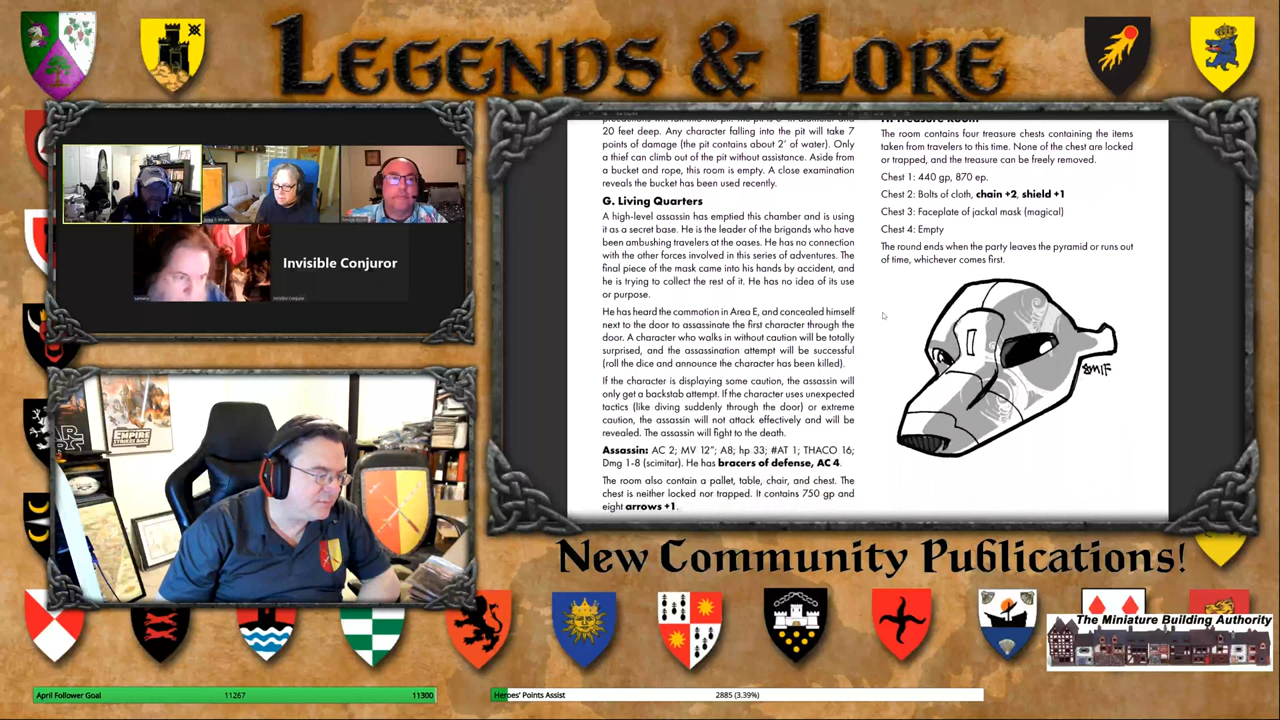 LEGENDS & LORE
Invisible Conjuror
Invisible Conjuror
EMPIRE
STRIKES
20 feet deep. Any character falling into the pit will take 7
points of damage (the pit contains about 2' of water). Only
a thief can climb out of the pit without assistance. Aside from
a bucket and rope, this room is empty. A close examination
reveals the bucket has been used recently.
G. Living Quarters
A high-level assassin has emptied this chamber and is using
it as a secret base. He is the leader of the brigands who have
been ambushing travelers at the oases. He has no connection
with the other forces involved in this series of adventures. The
final piece of the mask came into his hands by accident, and
he is trying to collect the rest of it. He has no idea of its use
or purpose.
He has heard the commotion in Area E, and concealed himself
next to the door to assassinate the first character through the
door. A character who walks in without caution will be totally
surprised, and the assassination attempt will be successful
(roll the dice and announce the character has been killed).
If the character is displaying some caution, the assassin will
only get a backstab attempt. If the character uses unexpected
tactics (like diving suddenly through the door) or extreme
caution, the assassin will not attack effectively and will be
revealed. The assassin will fight to the death.
Assassin: AC 2; MV 12"; A8; hp 33; #AT 1; THACO 16;
Dmg 1-8 (scimitar). He has bracers of defense, AC 4.
The room also contain a pallet, table, chair, and chest. The
chest is neither locked nor trapped. It contains 750 gp and
eight arrows +1.
Treasure Room
The room contains four treasure chests containing the items
taken from travelers to this time. None of the chest are locked
or trapped, and the treasure can be freely removed.
Chest 1: 440 gp, 870 ep.
Chest 2: Bolts of cloth, chain +2, shield +1
Chest 3: Faceplate of jackal mask (magical)
Chest 4: Empty
The round ends when the party leaves the pyramid or runs out
of time, whichever comes first.
SMIF
New Community Publications!
The Miniature Building Authority
April Follower Goal 11267 11300
Heroes' Points Assist 2885 (3.39%)